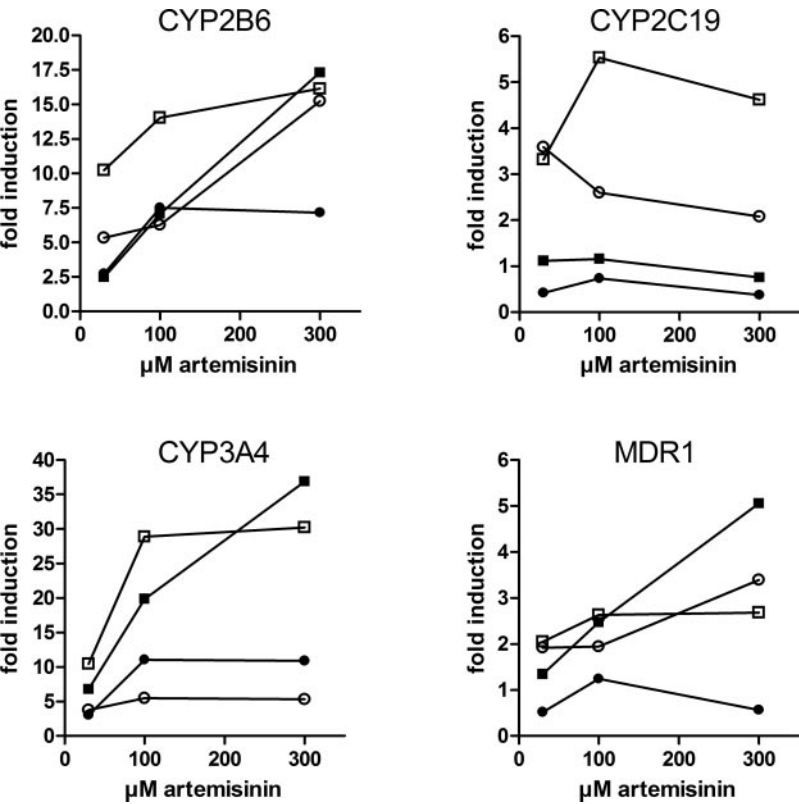 CYP2B6
20.0
17.5
15.0
12.5
10.0
7.5
5.0
2.5
0.0
fold induction
0 100 200 300
µM artemisinin
CYP2C19
6
5
4
3
2
1
0
fold induction
0 100 200 300
µM artemisinin
CYP3A4
40
35
30
25
20
15
10
5
0
fold induction
0 100 200 300
µM artemisinin
MDR1
6
5
4
3
2
1
0
fold induction
0 100 200 300
µM artemisinin